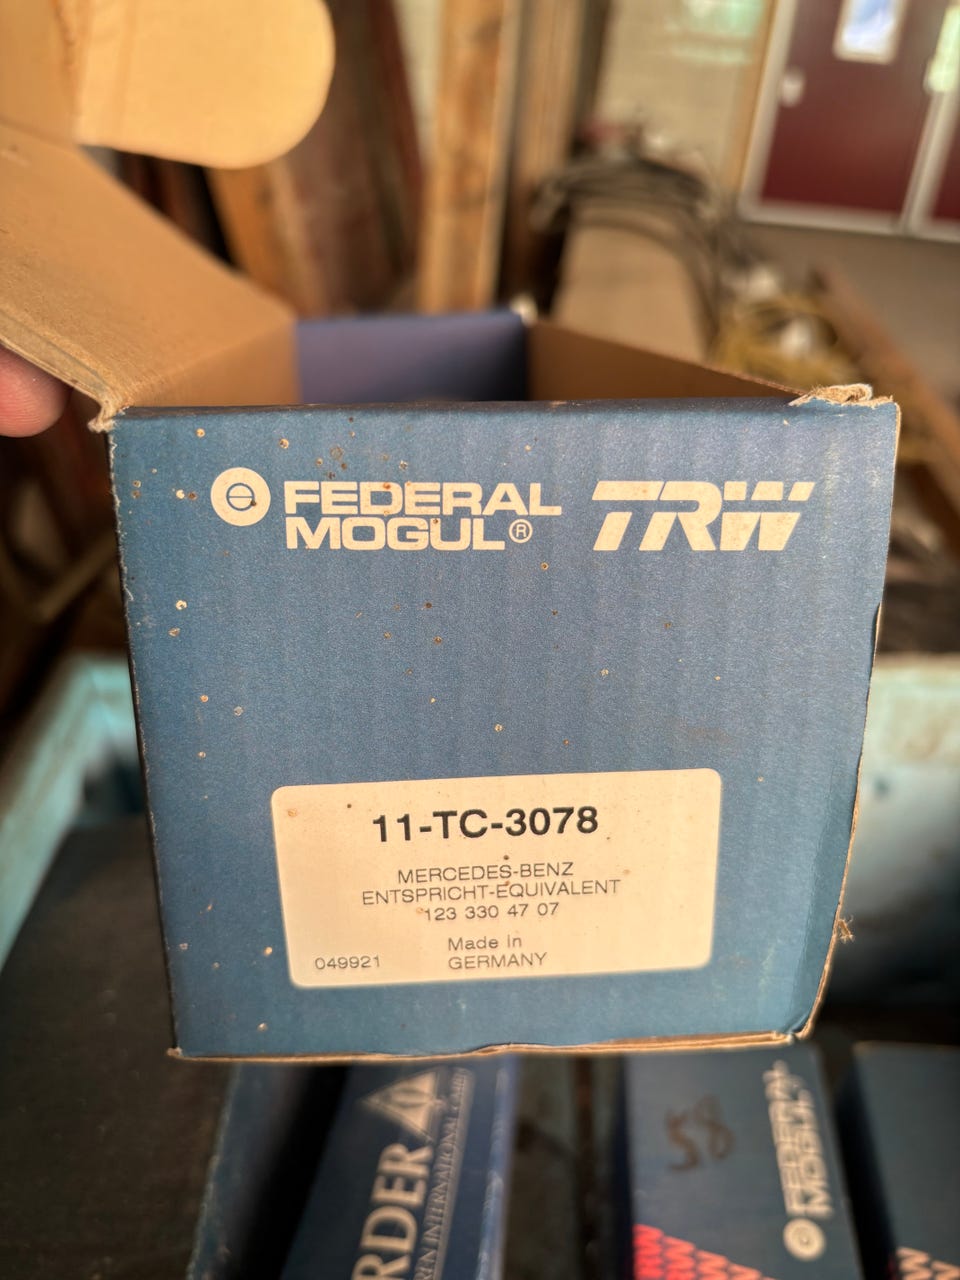 e FEDERAL MOGUL® TRW
11-TC-3078
MERCEDES-BENZ
ENTSPRICHT-EQUIVALENT
123 330 47 07
Made in
049921 GERMANY
RDER
INTERNATIONAL
58
FEDERAL
MOGUL